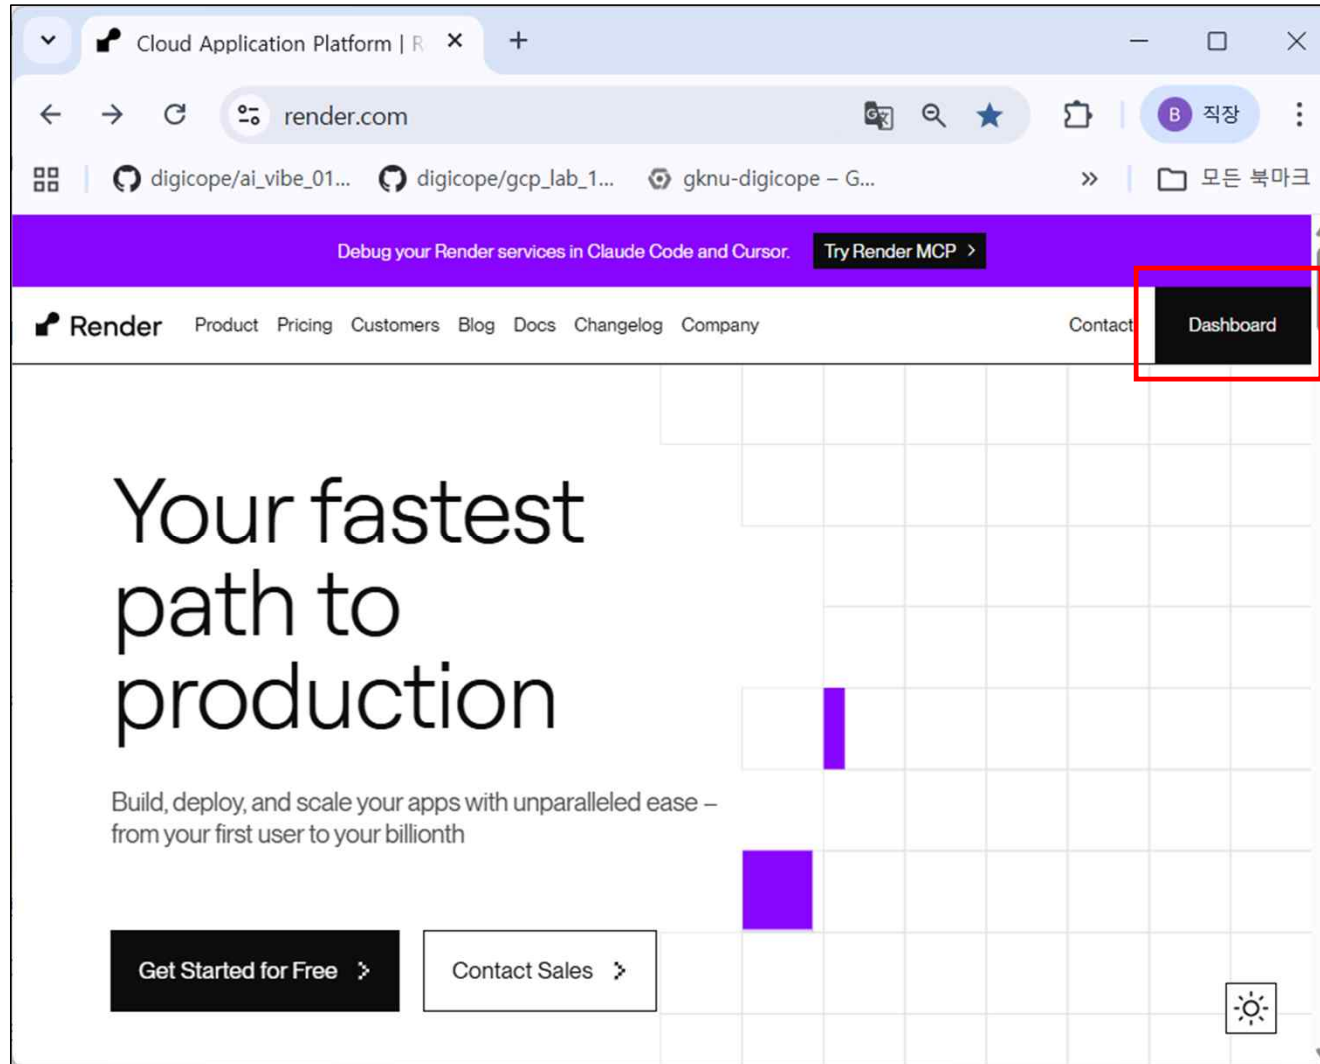 Cloud Application Platform | R
render.com
B 직장
digicope/ai_vibe_01...
digicope/gcp_lab_1...
gknu-digicope – G...
모든 북마크
Debug your Render services in Claude Code and Cursor.
Try Render MCP
Render
Product
Pricing
Customers
Blog
Docs
Changelog
Company
Contact
Dashboard
Your fastest
path to
production
Build, deploy, and scale your apps with unparalleled ease –
from your first user to your billionth
Get Started for Free
Contact Sales